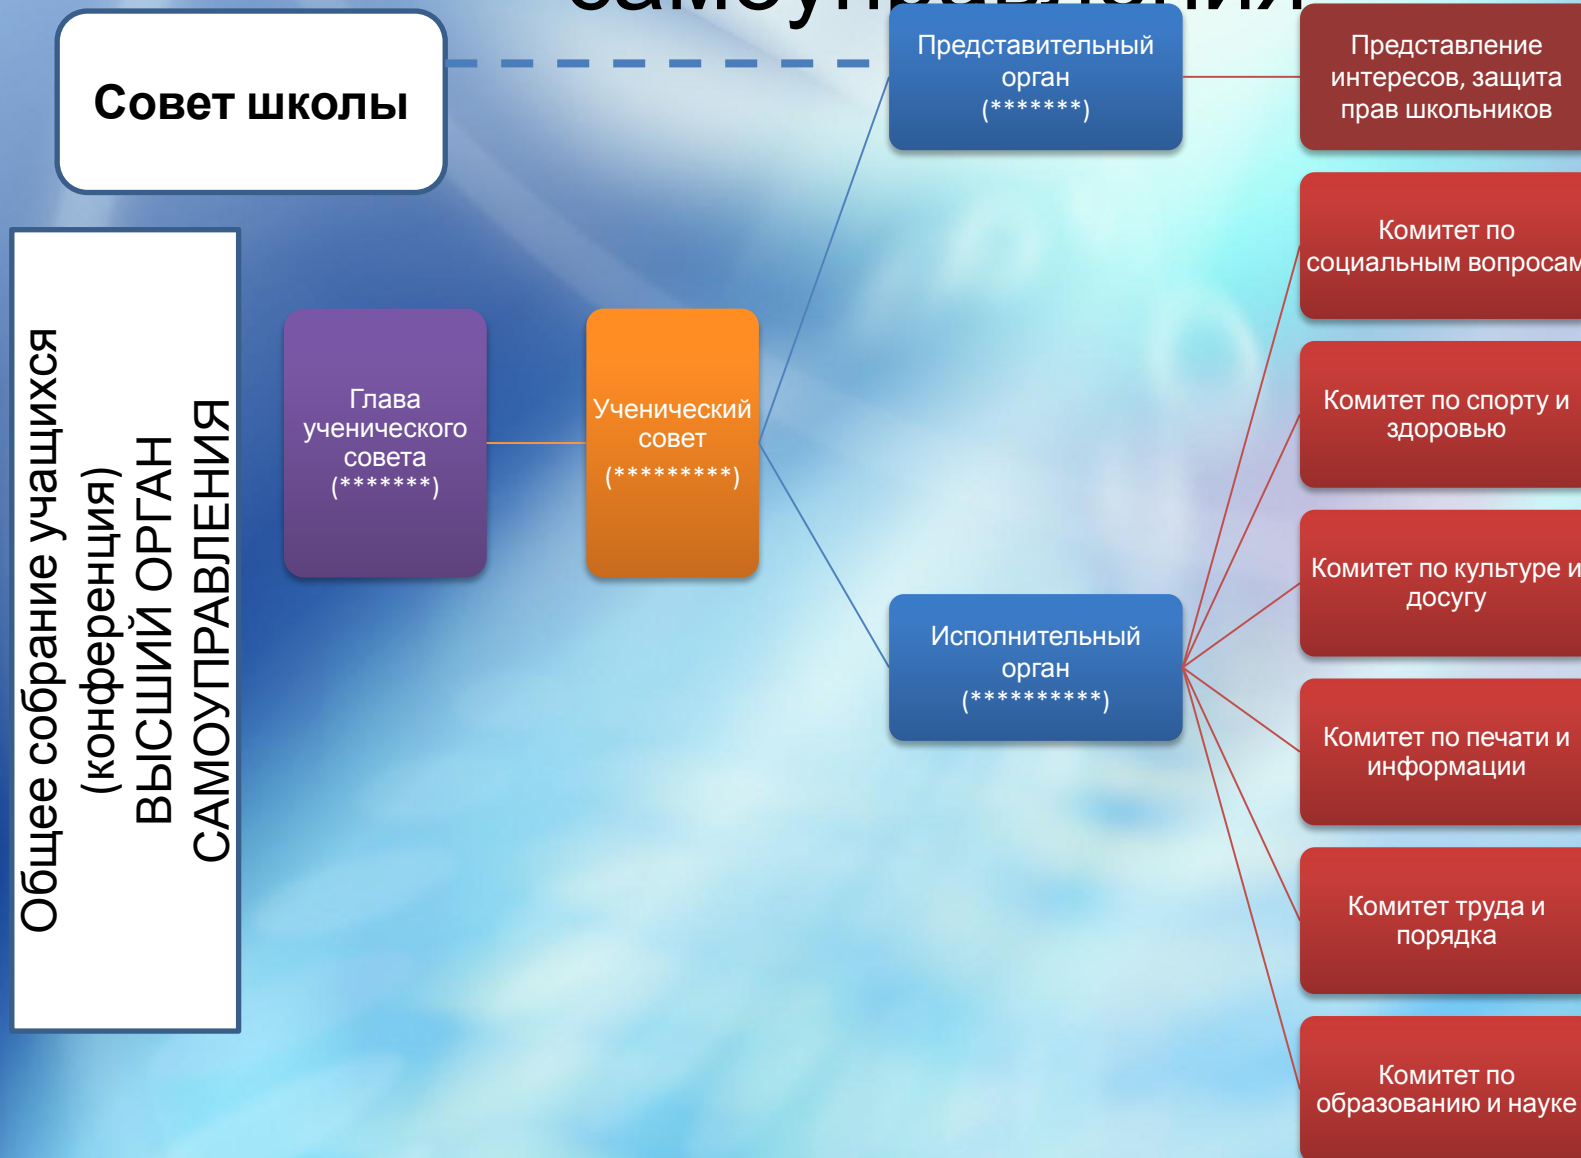 самоуправления
Совет школы
Общее собрание учащихся
(конференция)
ВЫСШИЙ ОРГАН
САМОУПРАВЛЕНИЯ
Глава
ученического
совета
(*******)
Ученический
совет
(*********)
Представительный
орган
(*******)
Исполнительный
орган
(**********)
Представление
интересов, защита
прав школьников
Комитет по
социальным вопросам
Комитет по спорту и
здоровью
Комитет по культуре и
досугу
Комитет по печати и
информации
Комитет труда и
порядка
Комитет по
образованию и науке